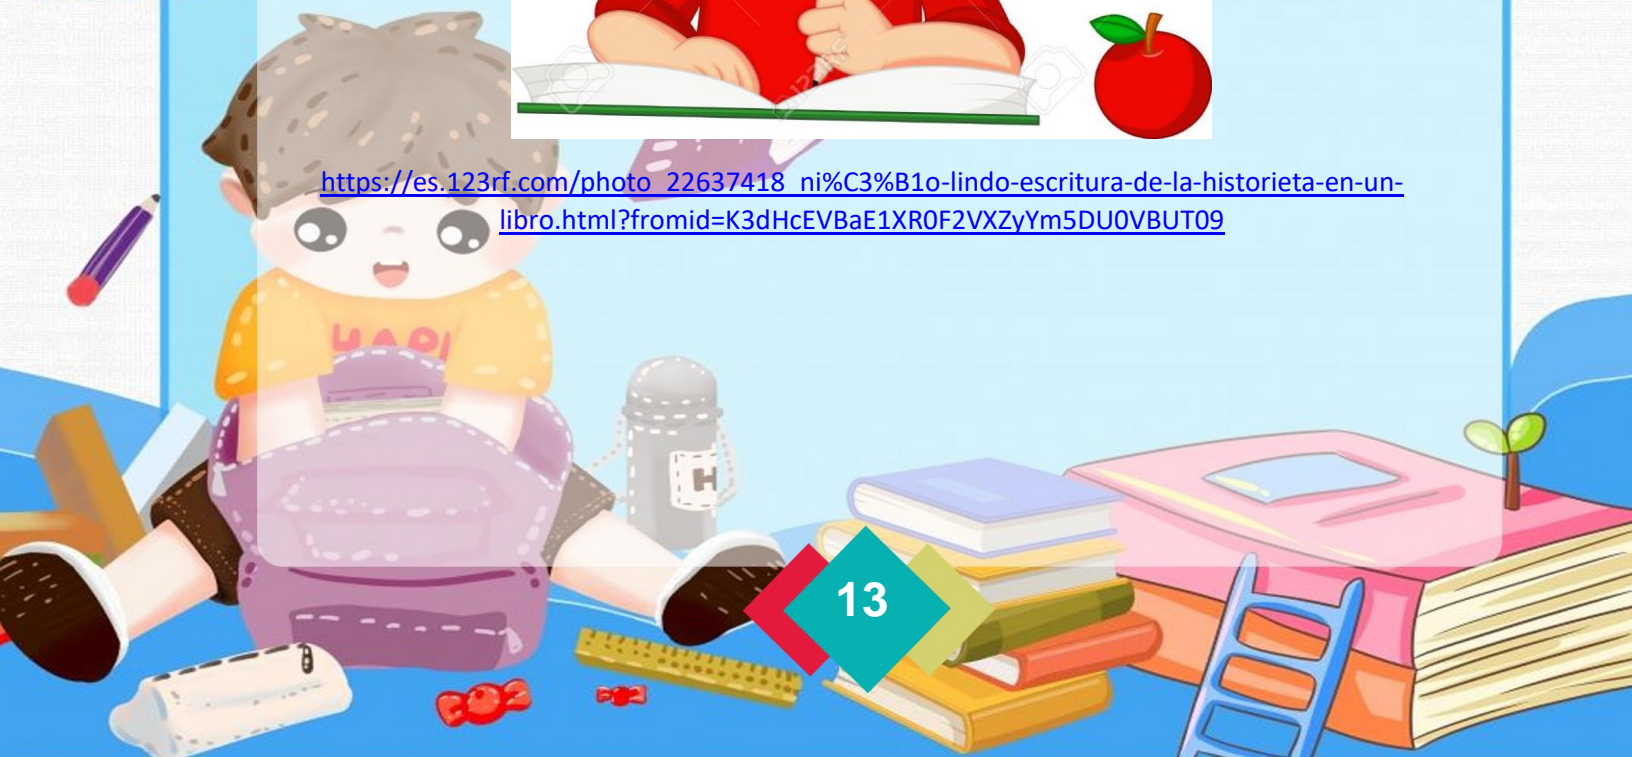 https://es.123rf.com/photo_22637418_ni%C3%B1o-lindo-escritura-de-la-historieta-en-un-
libro.html?fromid=K3dHcEVBaE1XR0F2VXZyYm5DU0VBUT09
HAPI
H
13